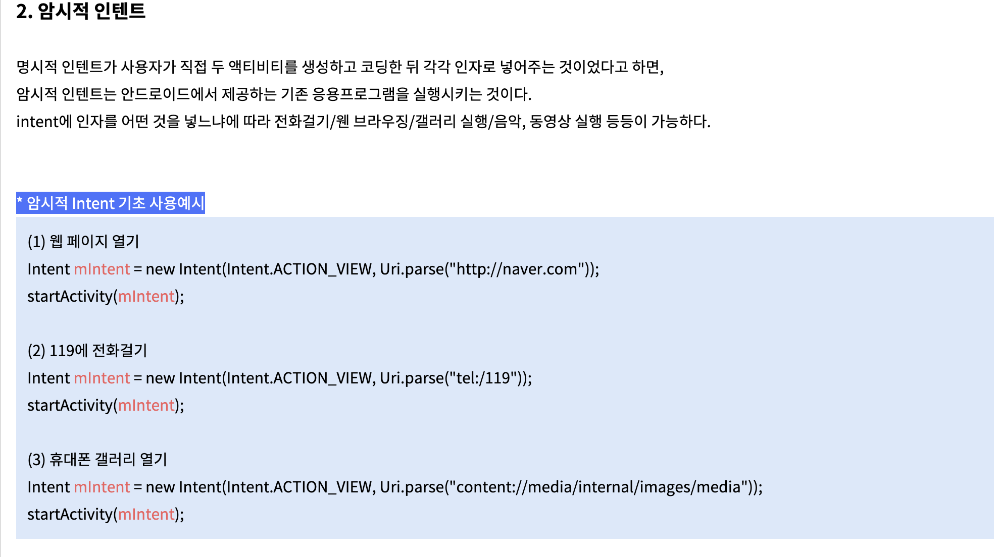 2. 암시적 인텐트
명시적 인텐트가 사용자가 직접 두 액티비티를 생성하고 코딩한 뒤 각각 인자로 넣어주는 것이었다고 하면,
암시적 인텐트는 안드로이드에서 제공하는 기존 응용프로그램을 실행시키는 것이다.
intent에 인자를 어떤 것을 넣느냐에 따라 전화걸기/웬 브라우징/갤러리 실행/음악, 동영상 실행 등등이 가능하다.
* 암시적 Intent 기초 사용예시
(1) 웹 페이지 열기
Intent mIntent = new Intent(Intent.ACTION_VIEW, Uri.parse("http://naver.com"));
startActivity(mIntent);
(2) 119에 전화걸기
Intent mIntent = new Intent(Intent.ACTION_VIEW, Uri.parse("tel:/119"));
startActivity(mIntent);
(3) 휴대폰 갤러리 열기
Intent mIntent = new Intent(Intent.ACTION_VIEW, Uri.parse("content://media/internal/images/media"));
startActivity(mIntent);